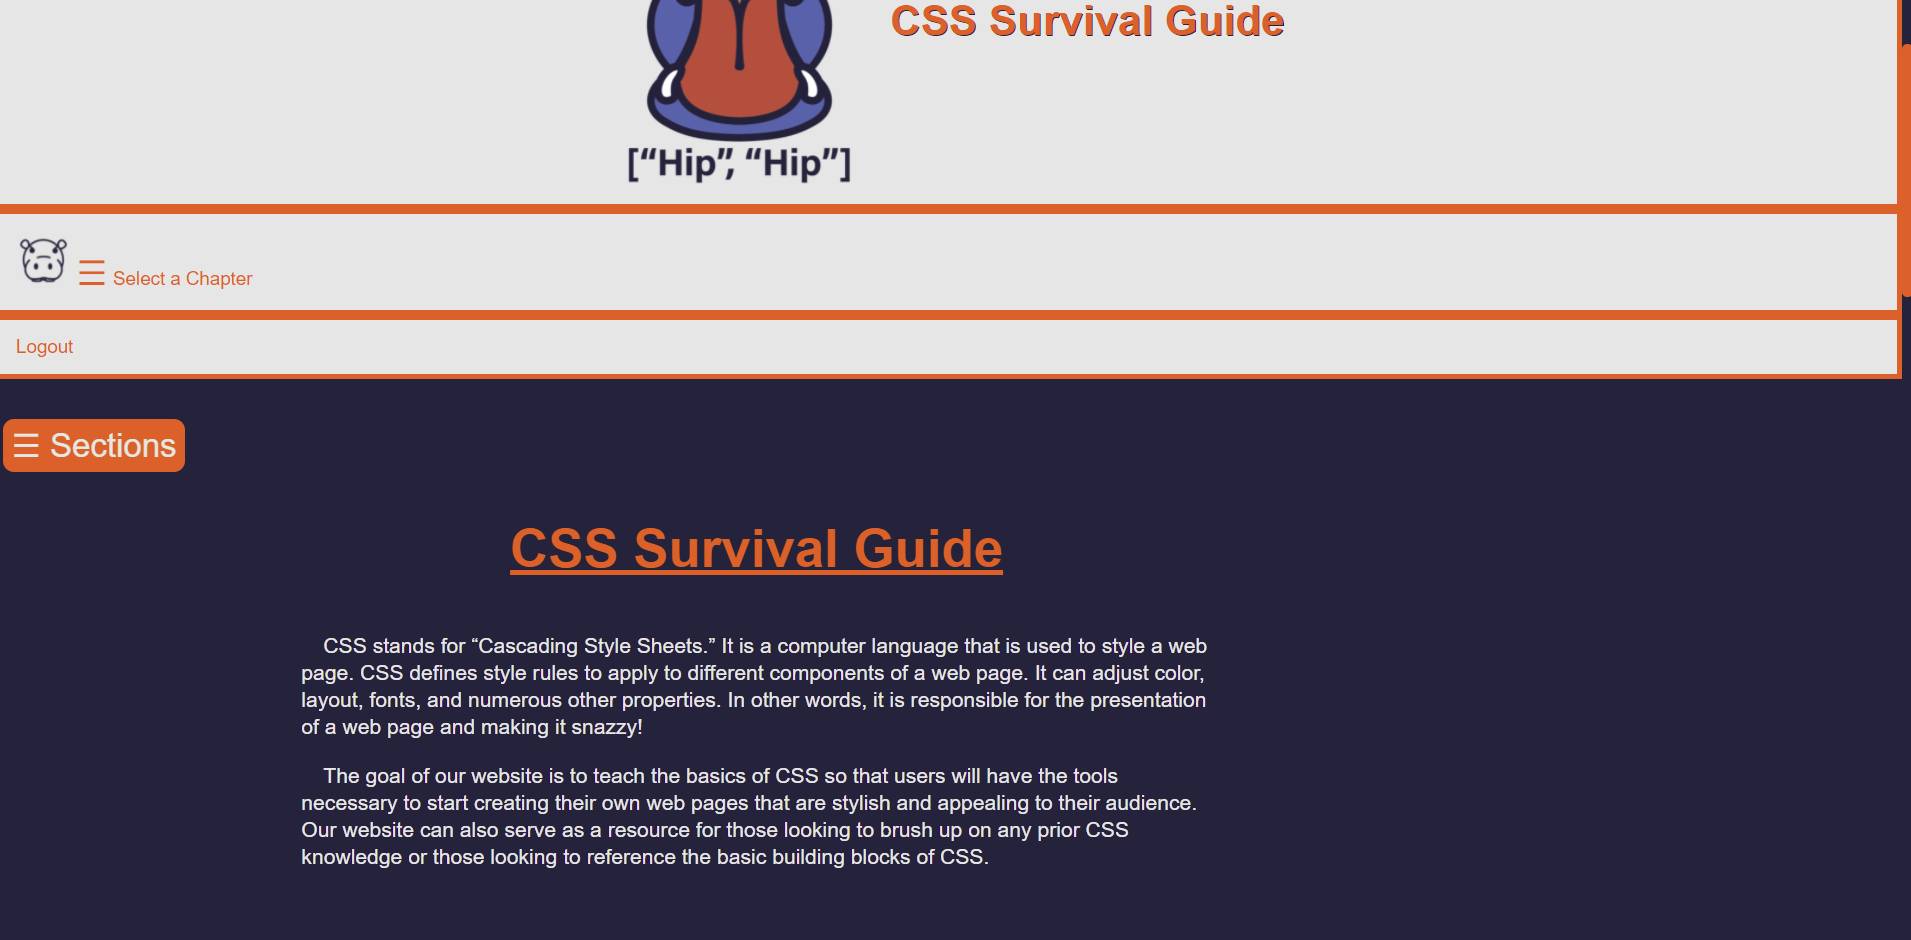 CSS Survival Guide
[“Hip”, “Hip”]
☰ Select a Chapter
Logout
☰ Sections
CSS Survival Guide
CSS stands for “Cascading Style Sheets.” It is a computer language that is used to style a web
page. CSS defines style rules to apply to different components of a web page. It can adjust color,
layout, fonts, and numerous other properties. In other words, it is responsible for the presentation
of a web page and making it snazzy!
The goal of our website is to teach the basics of CSS so that users will have the tools
necessary to start creating their own web pages that are stylish and appealing to their audience.
Our website can also serve as a resource for those looking to brush up on any prior CSS
knowledge or those looking to reference the basic building blocks of CSS.